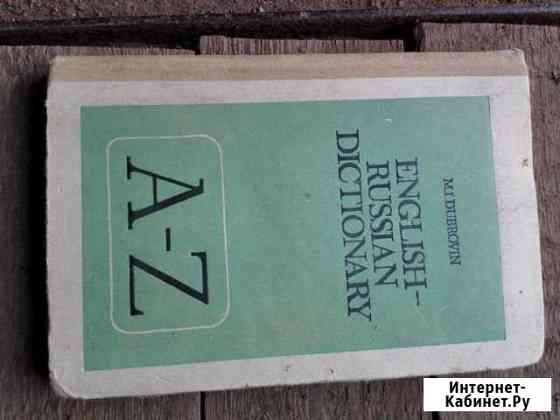 M.I.DUBROVIN
ENGLISH–
RUSSIAN
DICTIONARY
A-Z
Интернет-
Кабинет.Ру